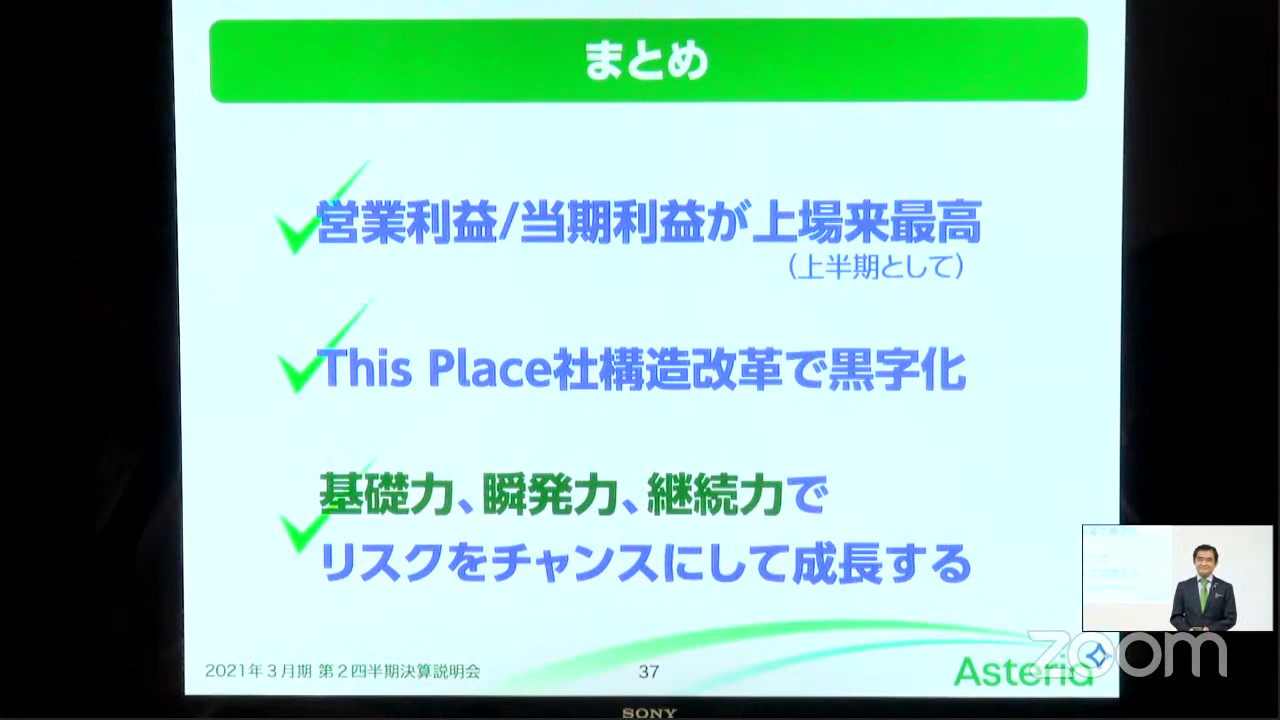 まとめ
営業利益/当期利益が上場来最高
（上半期として）
This Place社構造改革で黒字化
基礎力、瞬発力、継続力で
リスクをチャンスにして成長する
2021年3月期 第2四半期決算説明会
37
Asteria
zoom
SONY